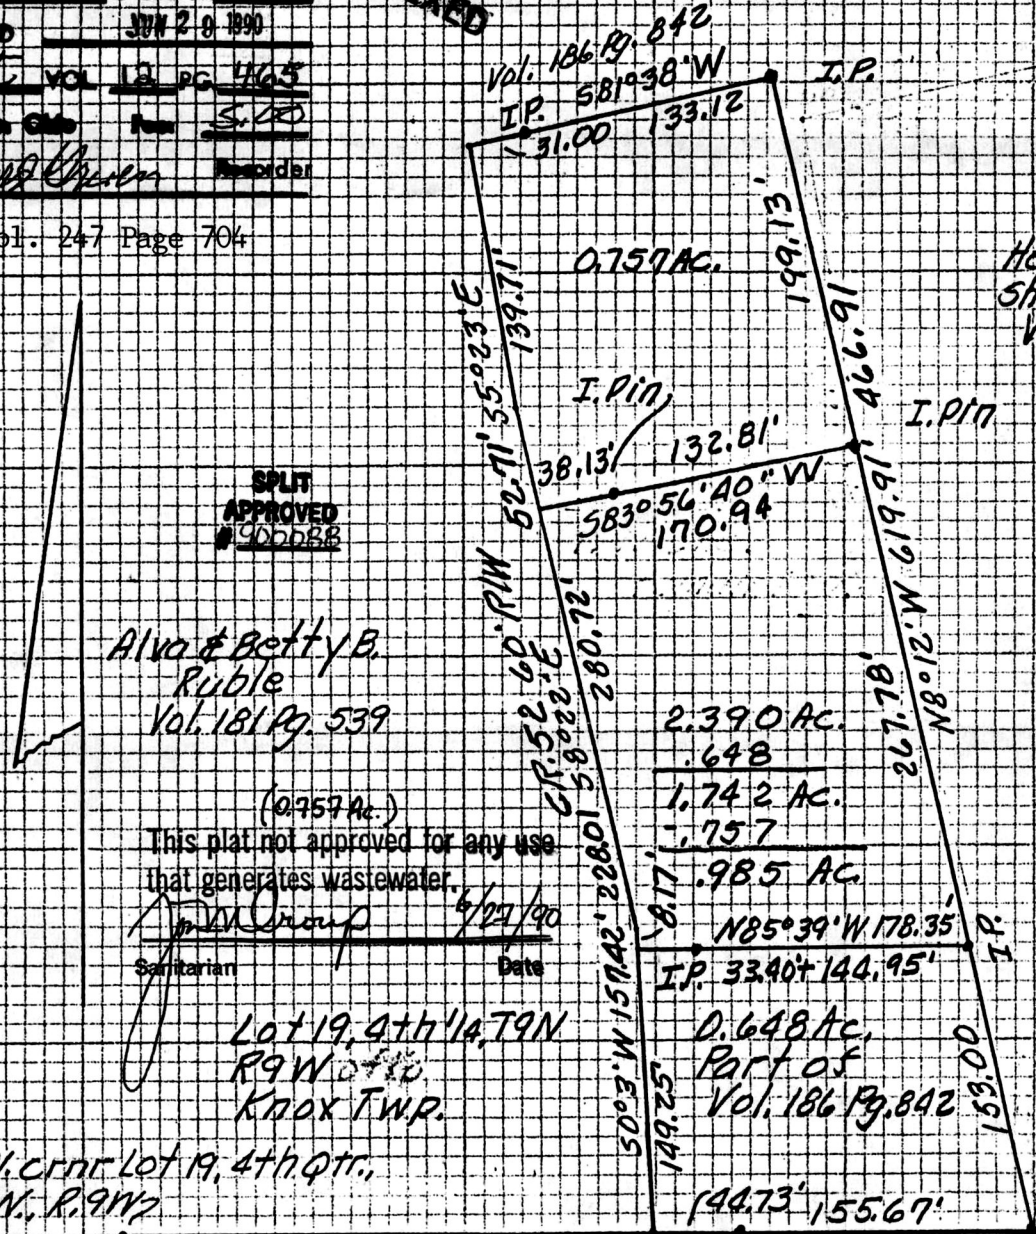 JUN 29 1990
VOL 12 PG. 465
Fee 5.00
Recorder
Vol. 186 Pg. 842
S81°38'W
I.P.
I.P.
31.00
133.12
247 Page 704
0.757 AC.
199.13'
466.91
139.71'
S5°23'E
52.71'
I. Pin
I. Pin
38.13'
132.81'
S83°56'40" W
170.94
SPLIT
APPROVED
# 900088
Alva & Betty B.
Ruble
Vol. 181 Pg. 539
CR. 52 60' R/W
S8°22'E
280.72'
228.01
N8°12'W 619.91'
267.78'
2.390 AC.
.648
1.742 AC.
-.757
.985 AC
(0.757 Ac.)
This plat not approved for any use
that generates wastewater.
6/27/90
Sanitarian Date
8.17'
N85°39'W 178.35'
I.P. 33.40 + 144.95'
I.P.
Lot 19, 4th 1/4, T9N
R9W
Knox Twp.
0.648 AC.
Part of
Vol. 186 Pg. 842
S0°3'W 157.42'
149.25'
153.00
crnr Lot 19, 4th Qtr.,
N., R.9W
44.73' 155.67'